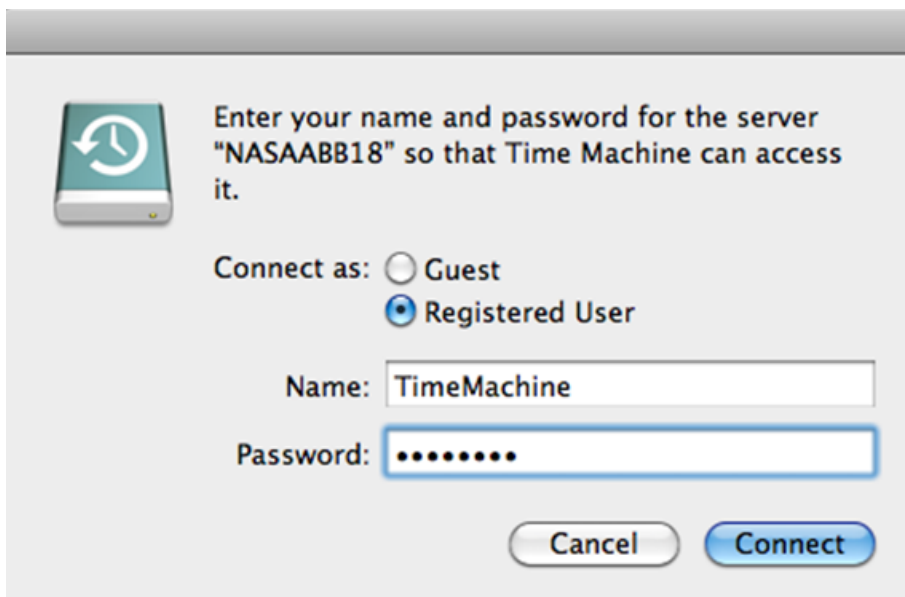 Enter your name and password for the server
“NASAABB18” so that Time Machine can access
it.
Connect as: Guest
Registered User
Name: TimeMachine
Password: ••••••••
Cancel Connect